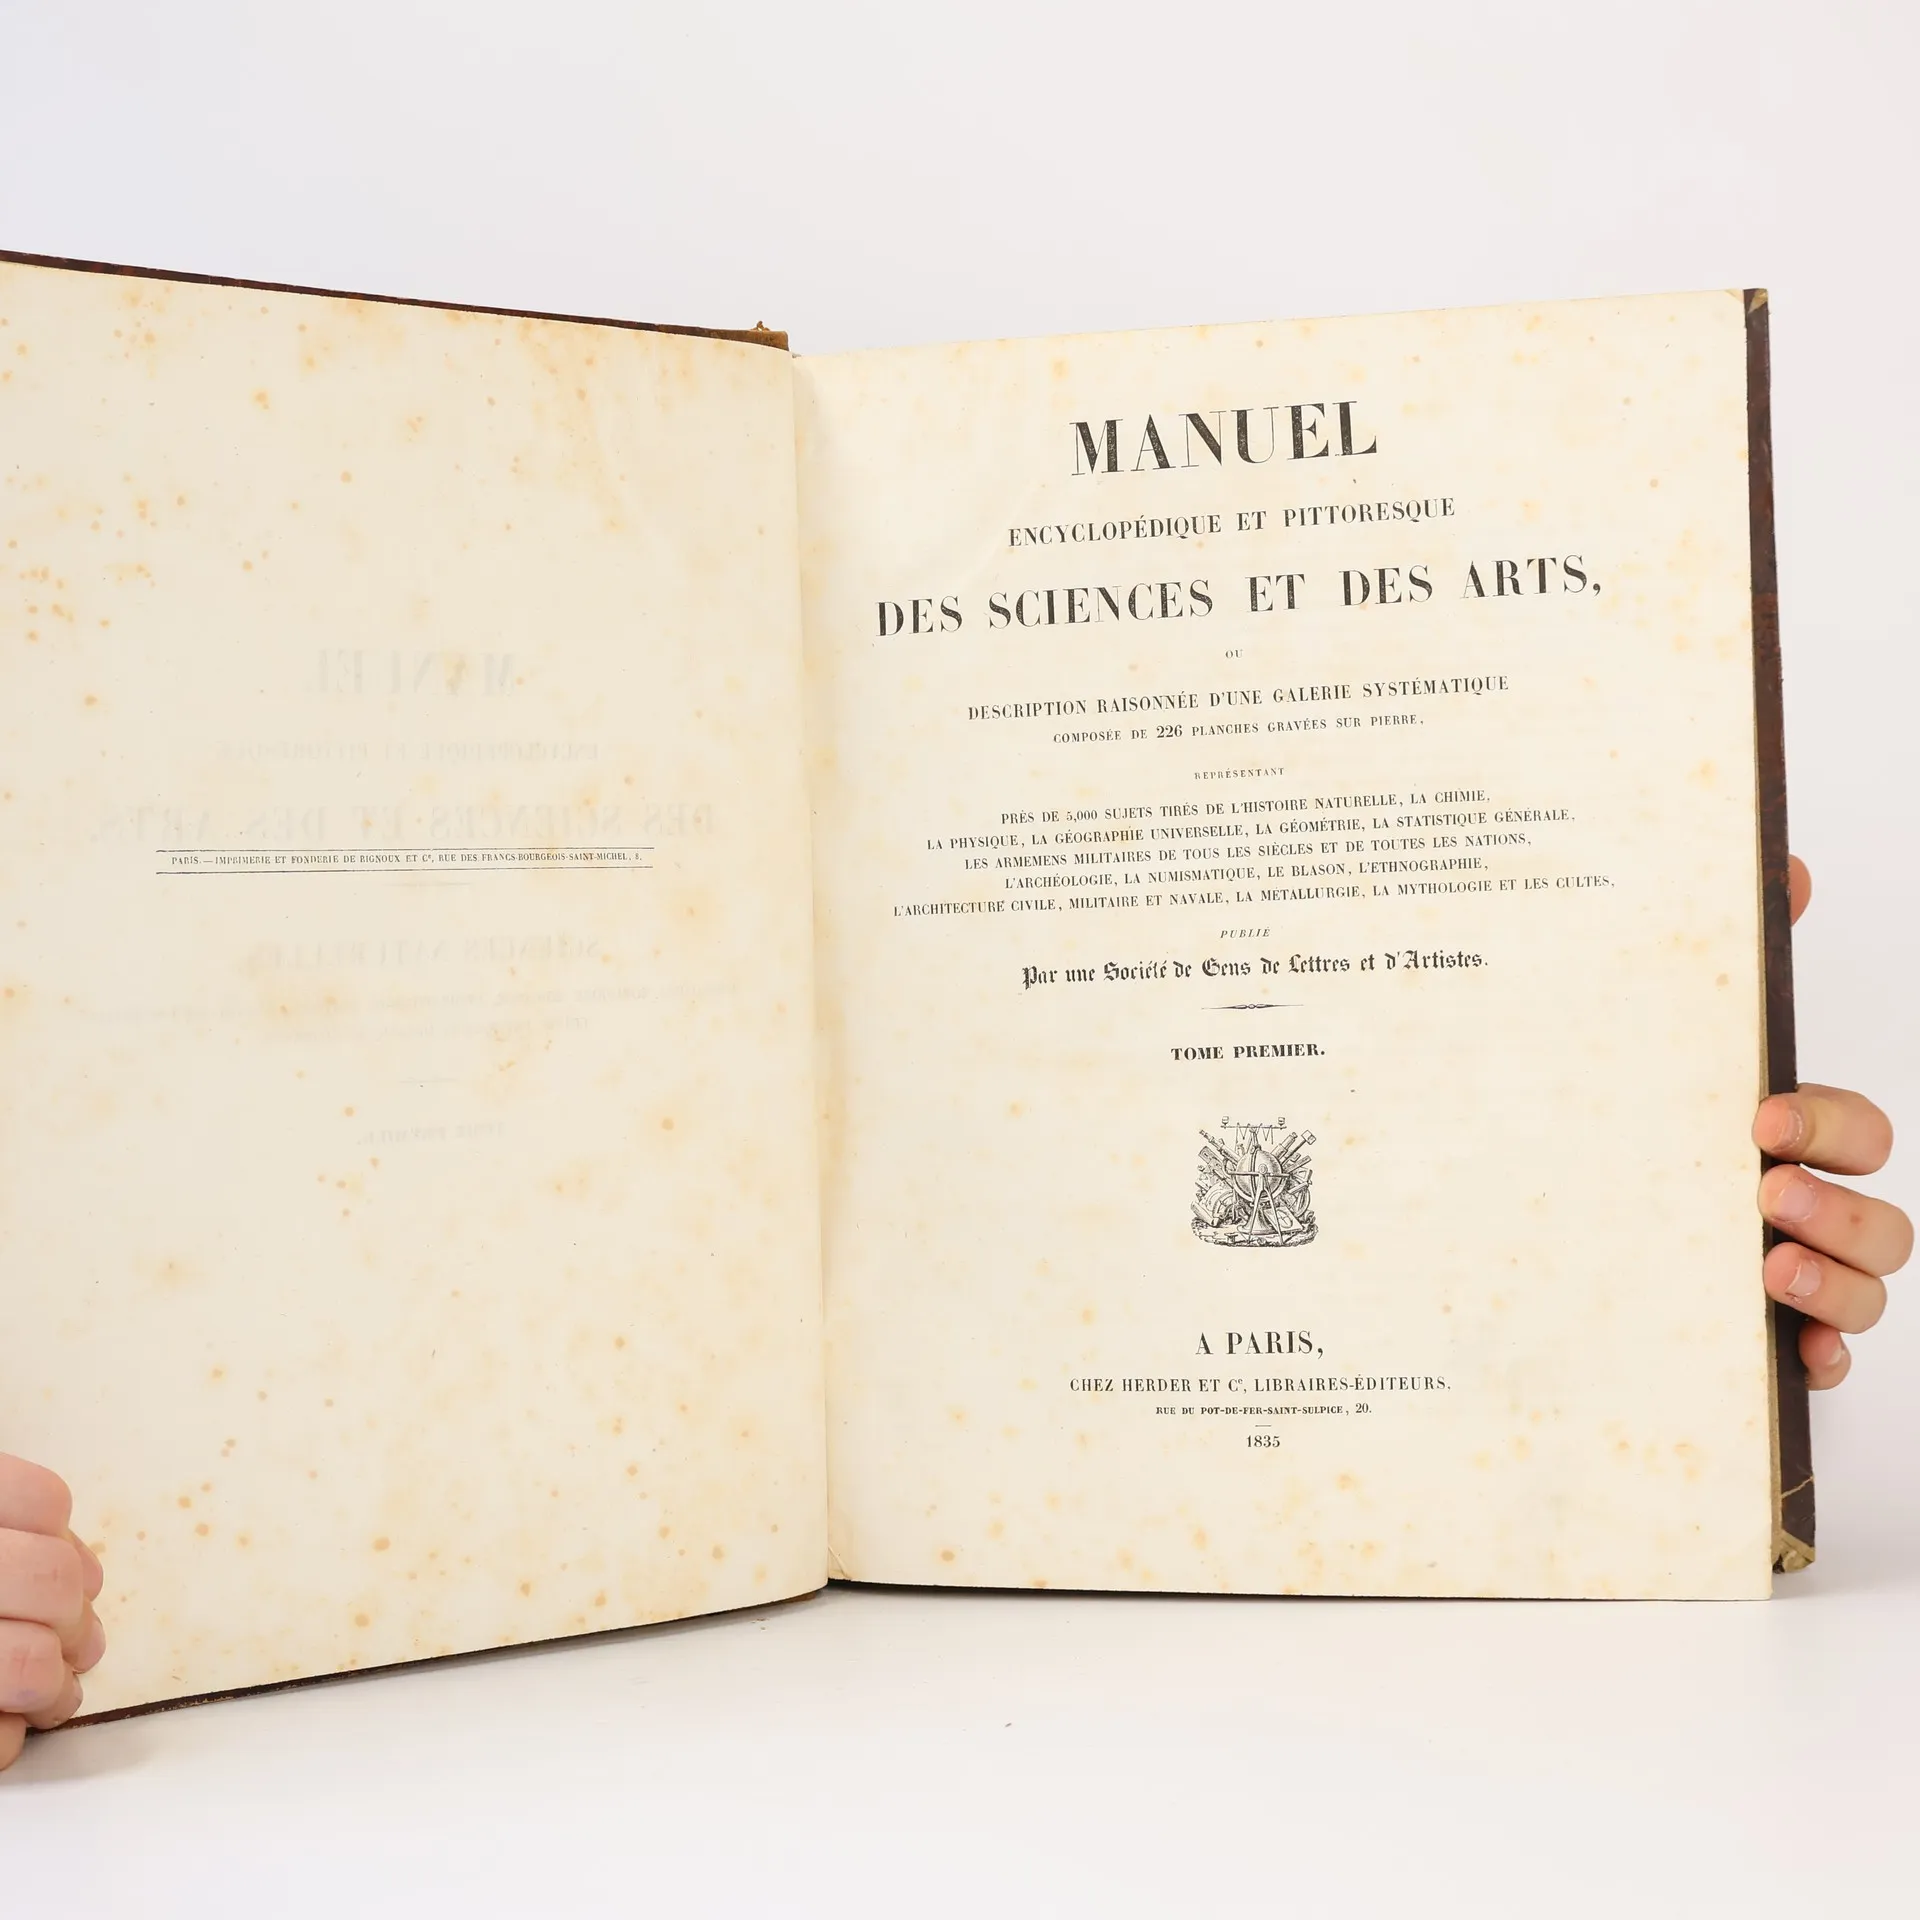 PARIS. — IMPRIMERIE ET FONDERIE DE RIGNOUX ET Cᵉ, RUE DES FRANCS-BOURGEOIS-SAINT-MICHEL, 8.
MANUEL
ENCYCLOPÉDIQUE ET PITTORESQUE
DES SCIENCES ET DES ARTS,
OU
DESCRIPTION RAISONNÉE D'UNE GALERIE SYSTÉMATIQUE
COMPOSÉE DE 226 PLANCHES GRAVÉES SUR PIERRE,
REPRÉSENTANT
PRÈS DE 5,000 SUJETS TIRÉS DE L'HISTOIRE NATURELLE, LA CHIMIE,
LA PHYSIQUE, LA GÉOGRAPHIE UNIVERSELLE, LA GÉOMÉTRIE, LA STATISTIQUE GÉNÉRALE,
LES ARMEMENS MILITAIRES DE TOUS LES SIÈCLES ET DE TOUTES LES NATIONS,
L'ARCHÉOLOGIE, LA NUMISMATIQUE, LE BLASON, L'ETHNOGRAPHIE,
L'ARCHITECTURE CIVILE, MILITAIRE ET NAVALE, LA MÉTALLURGIE, LA MYTHOLOGIE ET LES CULTES,
PUBLIÉ
Par une Société de Gens de Lettres et d'Artistes.
TOME PREMIER.
A PARIS,
CHEZ HERDER ET Cᵉ, LIBRAIRES-ÉDITEURS.
RUE DU POT-DE-FER-SAINT-SULPICE, 20.
1835